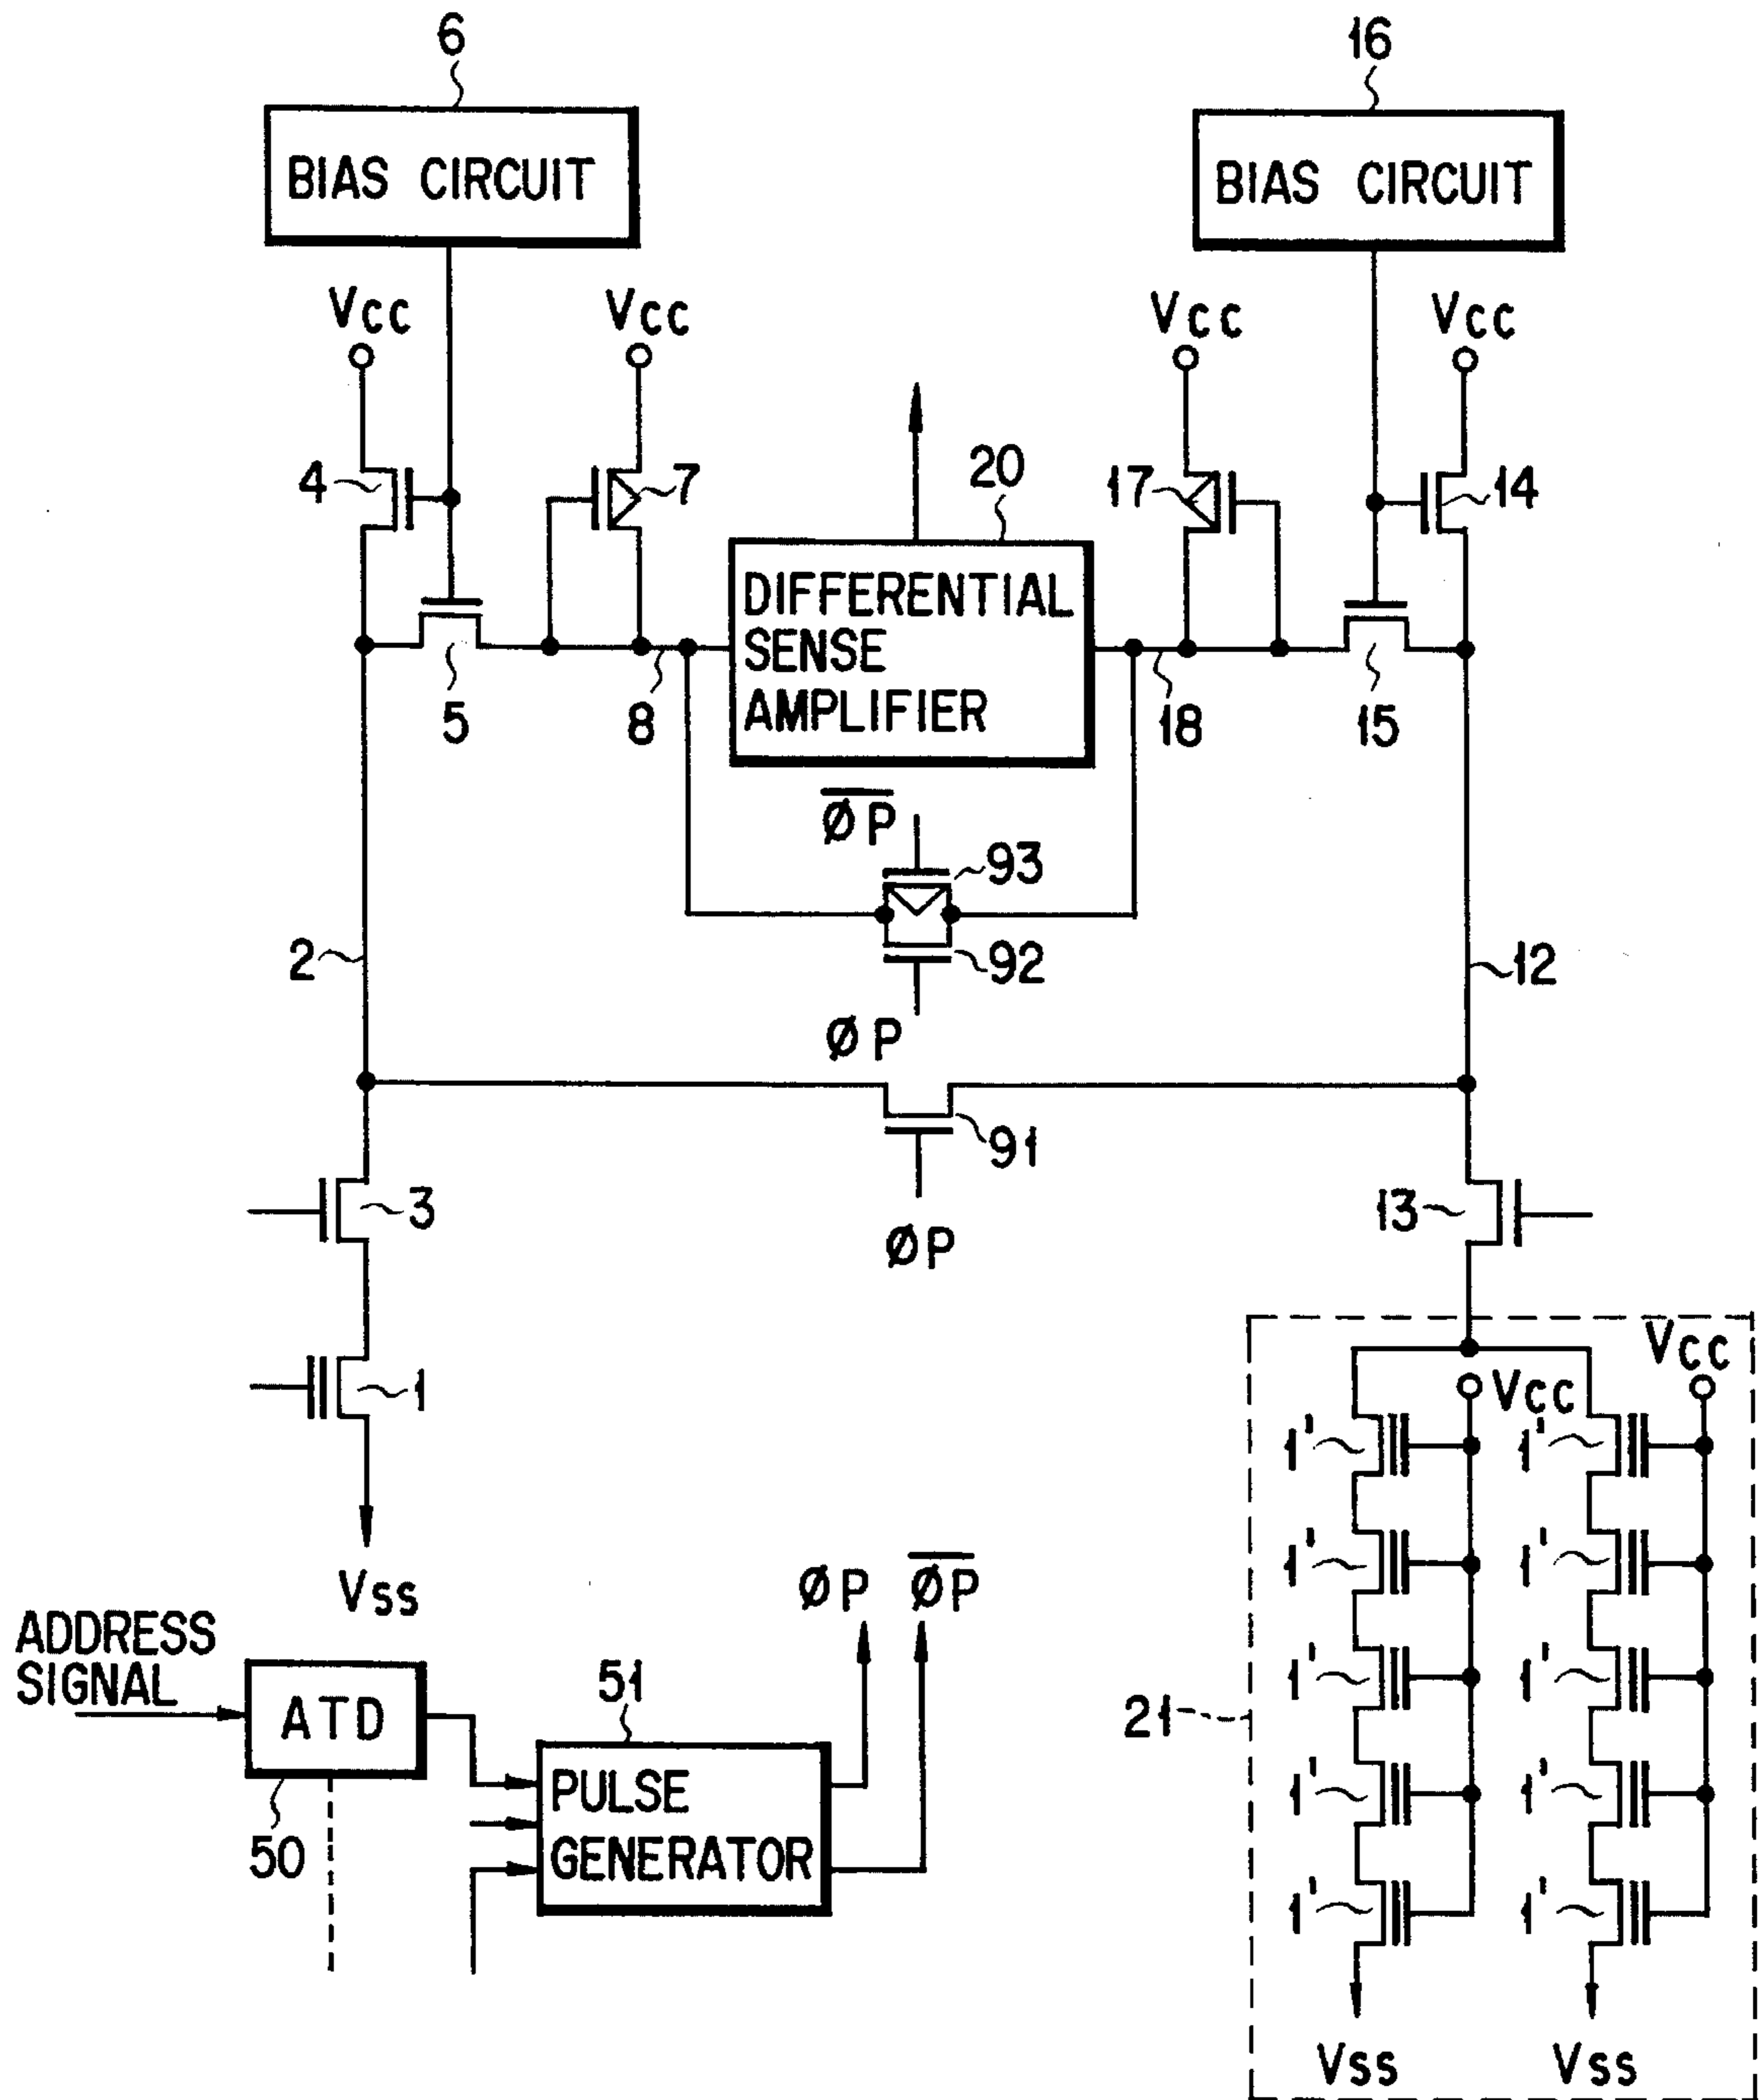 6
16
BIAS CIRCUIT
BIAS CIRCUIT
Vcc
Vcc
Vcc
Vcc
4
7
20
17
14
DIFFERENTIAL
SENSE
AMPLIFIER
5
8
18
15
ØP
93
2
92
12
ØP
91
3
13
ØP
1
Vcc
Vcc
1'
1'
1'
1'
Vss
ØP
ØP
ADDRESS
SIGNAL
ATD
51
1'
1'
21
50
PULSE
GENERATOR
1'
1'
1'
1'
Vss
Vss